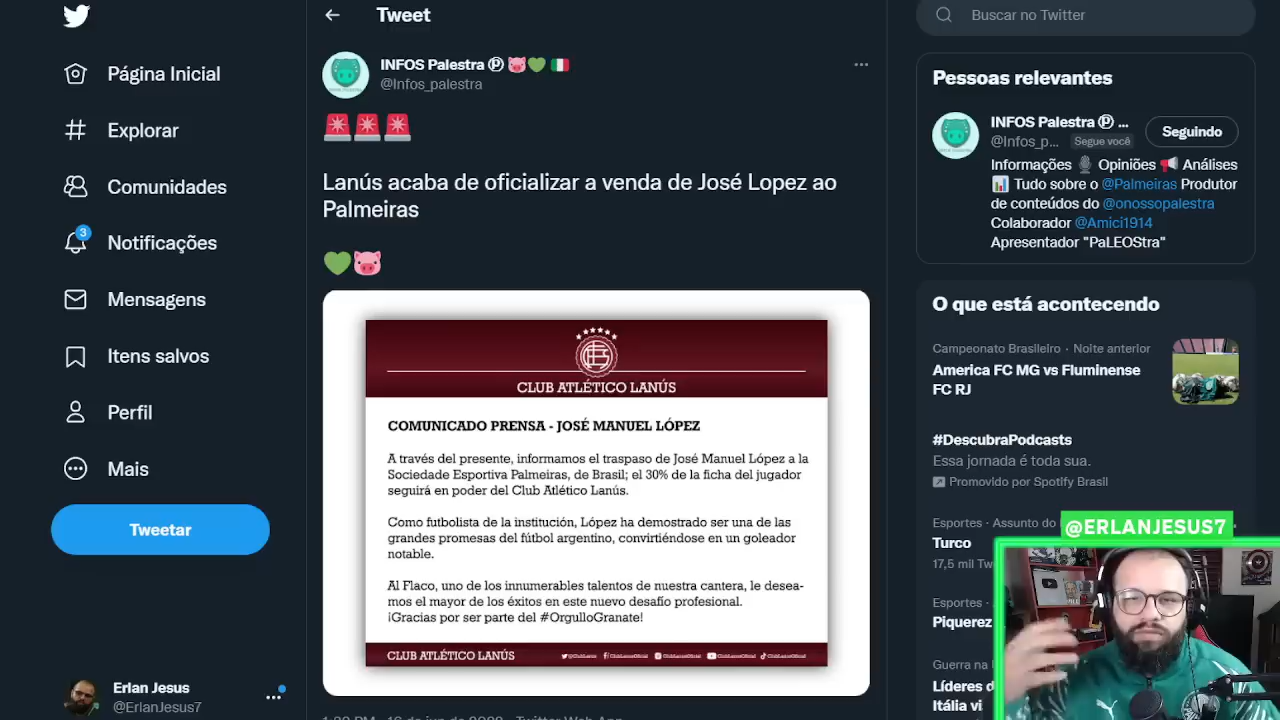 Tweet
Buscar no Twitter
Página Inicial
Explorar
Comunidades
3
Notificações
Mensagens
Itens salvos
Perfil
Mais
Tweetar
Erlan Jesus
@ErlanJesus7
INFOS Palestra Ⓟ
@Infos_palestra
Lanús acaba de oficializar a venda de José Lopez ao
Palmeiras
CLUB ATLÉTICO LANÚS
COMUNICADO PRENSA - JOSÉ MANUEL LÓPEZ
A través del presente, informamos el traspaso de José Manuel López a la
Sociedade Esportiva Palmeiras, de Brasil; el 30% de la ficha del jugador
seguirá en poder del Club Atlético Lanús.
Como futbolista de la institución, López ha demostrado ser una de las
grandes promesas del fútbol argentino, convirtiéndose en un goleador
notable.
Al Flaco, uno de los innumerables talentos de nuestra cantera, le desea-
mos el mayor de los éxitos en este nuevo desafío profesional.
¡Gracias por ser parte del #OrgulloGranate!
CLUB ATLÉTICO LANÚS
Pessoas relevantes
INFOS Palestra Ⓟ ...
@Infos_p... Segue você
Seguindo
Informações Opiniões Análises
Tudo sobre o @Palmeiras Produtor
de conteúdos do @onossopalestra
Colaborador @Amici1914
Apresentador "PaLEOStra"
O que está acontecendo
Campeonato Brasileiro · Noite anterior
America FC MG vs Fluminense
FC RJ
#DescubraPodcasts
Essa jornada é toda sua.
Promovido por Spotify Brasil
Esportes · Assunto do
Turco
17,5 mil Tw
Esportes ·
Piquerez
Guerra na
Líderes d
Itália vi
@ERLANJESUS7